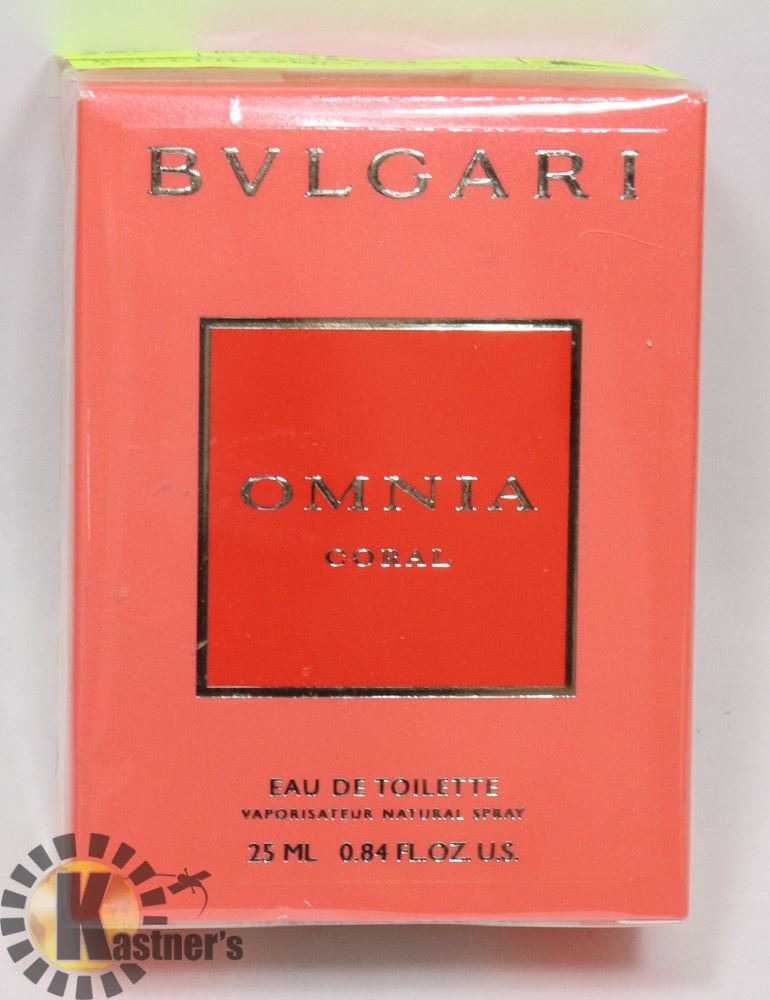 BVLGARI
OMNIA
CORAL
EAU DE TOILETTE
VAPORISATEUR NATURAL SPRAY
25 ML 0.84 FL.OZ. U.S.
Kastner's